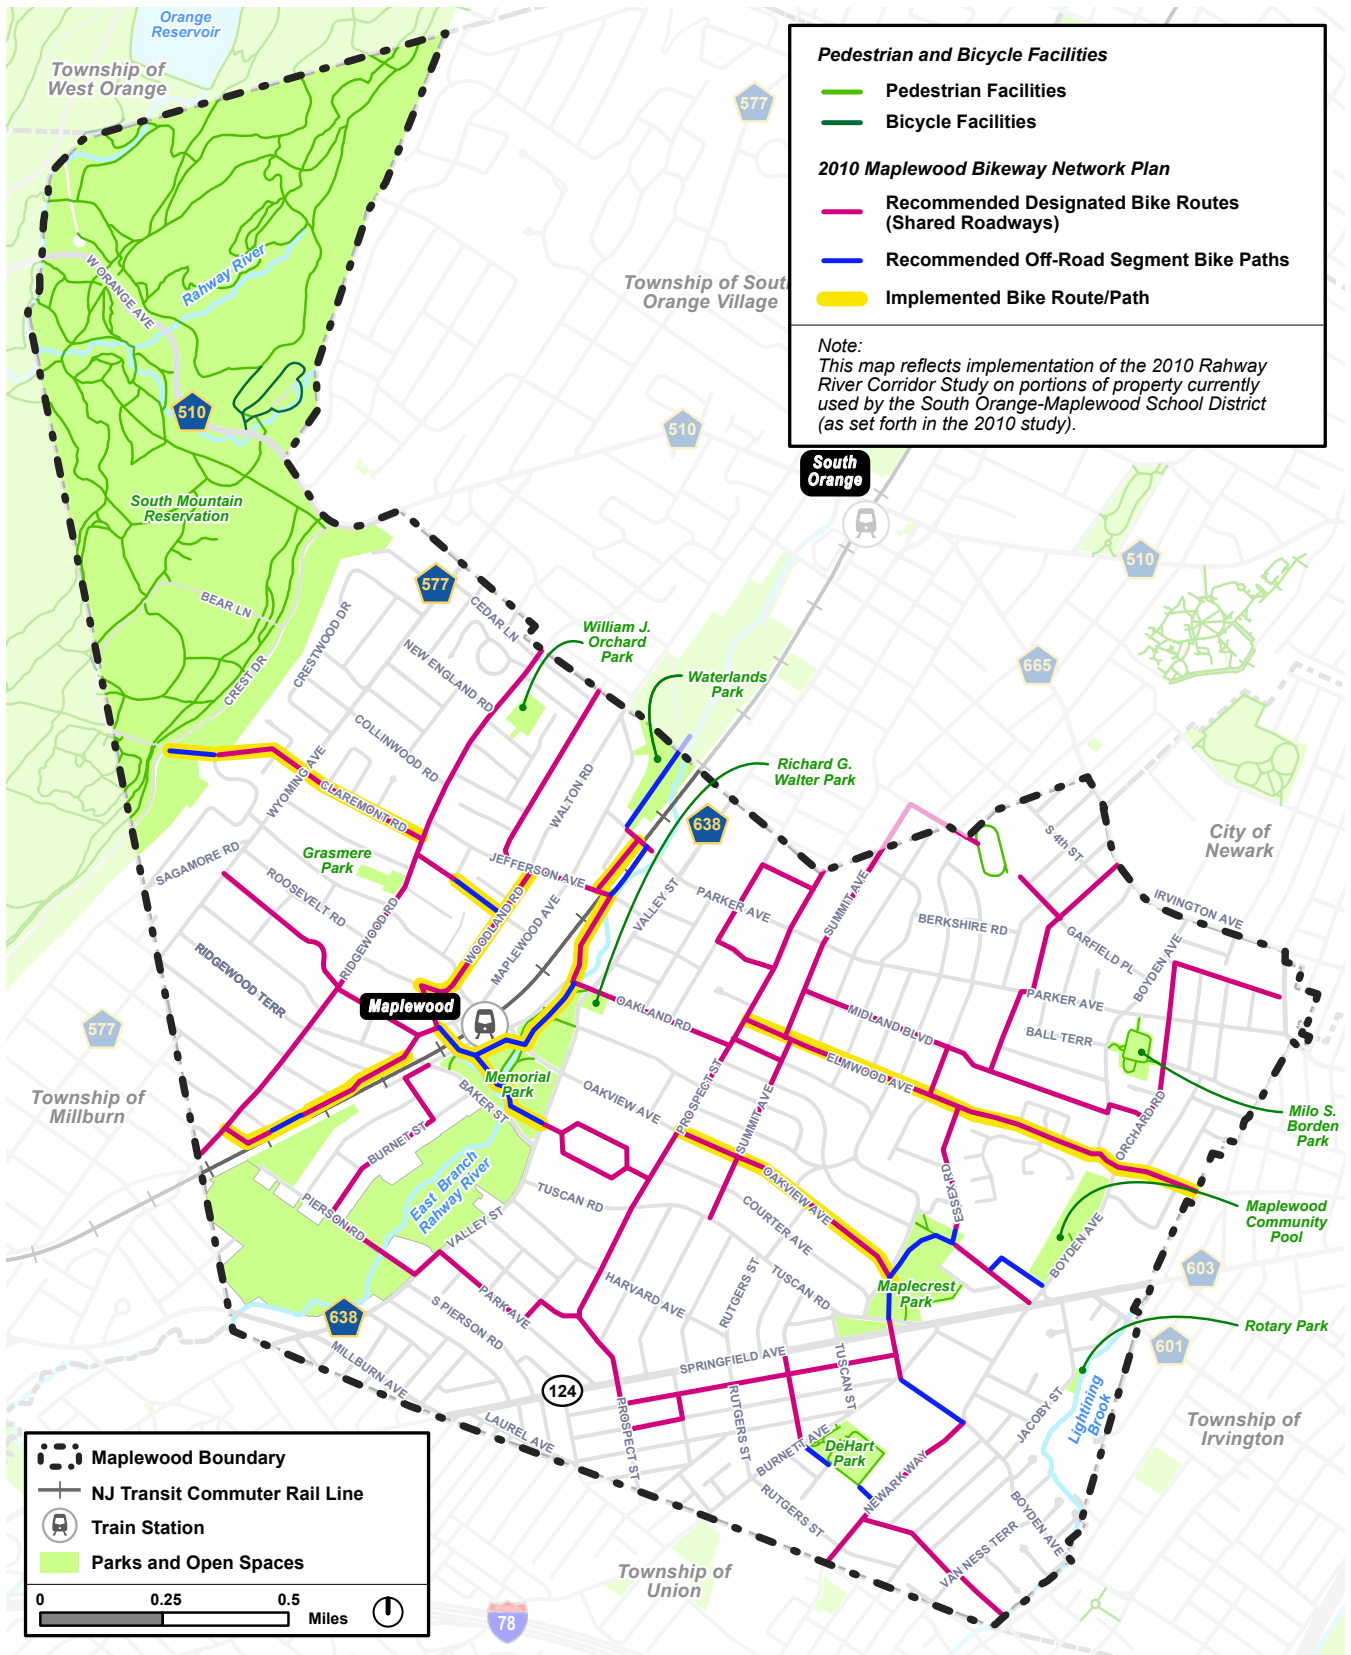 Orange
Reservoir
Township of
West Orange
577
Pedestrian and Bicycle Facilities
Pedestrian Facilities
Bicycle Facilities
2010 Maplewood Bikeway Network Plan
Recommended Designated Bike Routes
(Shared Roadways)
Recommended Off-Road Segment Bike Paths
Implemented Bike Route/Path
Note:
This map reflects implementation of the 2010 Rahway
River Corridor Study on portions of property currently
used by the South Orange-Maplewood School District
(as set forth in the 2010 study).
W ORANGE AVE
Rahway River
Township of Sout
Orange Village
510
510
South
Orange
South Mountain
Reservation
510
577
BEAR LN
CRESTWOOD DR
CEDAR LN
William J.
Orchard
Park
NEW ENGLAND RD
CREST DR
Waterlands
Park
665
COLLINWOOD RD
WYOMING AVE
WALTON RD
Richard G.
Walter Park
CLAREMONT RD
638
S 4th ST
City of
Newark
SAGAMORE RD
Grasmere
Park
JEFFERSON AVE
ROOSEVELT RD
WOODLAND RD
MAPLEWOOD AVE
VALLEY ST
PARKER AVE
SUMMIT AVE
BERKSHIRE RD
IRVINGTON AVE
RIDGEWOOD RD
GARFIELD PL
BOYDEN AVE
RIDGEWOOD TERR
Maplewood
OAKLAND RD
MIDLAND BLVD
PARKER AVE
BALL TERR
577
ELMWOOD AVE
Township of
Millburn
Memorial
Park
BAKER ST
OAKVIEW AVE
PROSPECT ST
SUMMIT AVE
ORCHARD RD
Milo S.
Borden
Park
BURNET ST
East Branch
Rahway River
OAKVIEW AVE
ESSEX RD
PIERSON RD
TUSCAN RD
VALLEY ST
COURTER AVE
BOYDEN AVE
Maplewood
Community
Pool
603
HARVARD AVE
RUTGERS ST
TUSCAN RD
Maplecrest
Park
PARK AVE
S PIERSON RD
638
Rotary Park
601
MILLBURN AVE
SPRINGFIELD AVE
TUSCAN ST
124
PROSPECT ST
RUTGERS ST
JACOBY ST
Lightining
Brook
Township of
Irvington
LAUREL AVE
BURNETT AVE
DeHart
Park
NEWARK WAY
RUTGERS ST
BOYDEN AVE
VAN NESS TERR
Township of
Union
78
Maplewood Boundary
NJ Transit Commuter Rail Line
Train Station
Parks and Open Spaces
0 0.25 0.5
Miles